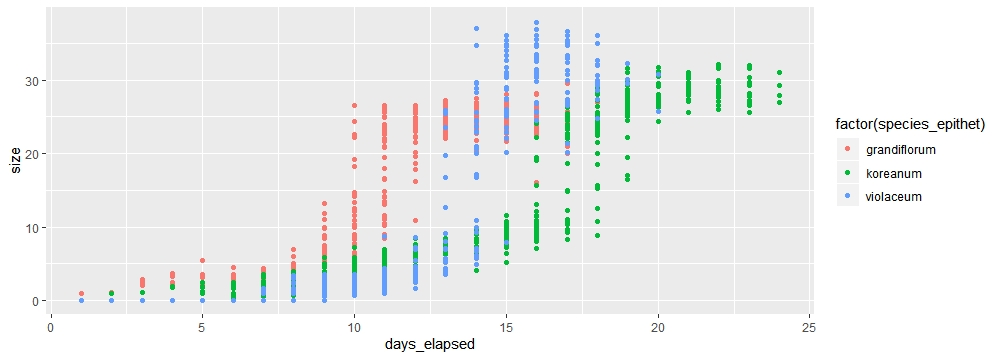 30
20
10
0
size
0 5 10 15 20 25
days_elapsed
factor(species_epithet)
grandiflorum
koreanum
violaceum